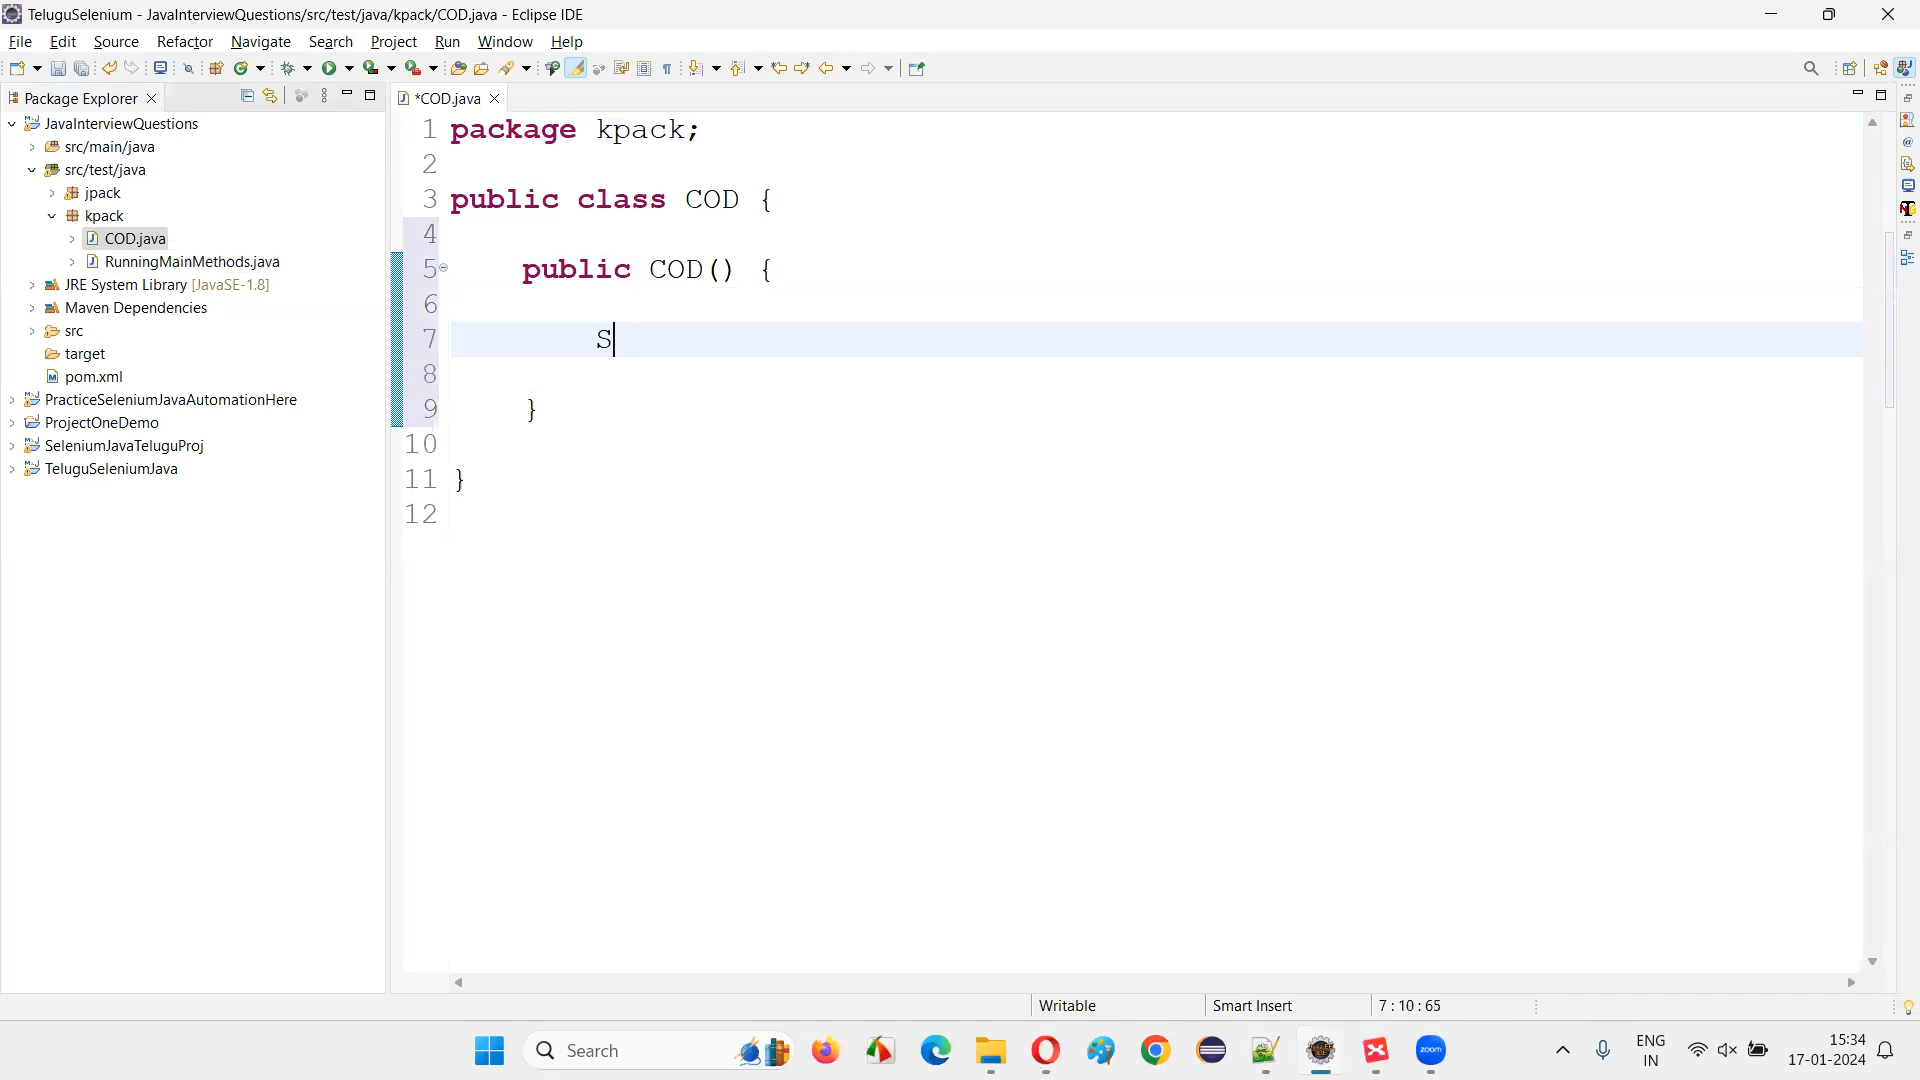 TeluguSelenium - JavaInterviewQuestions/src/test/java/kpack/COD.java - Eclipse IDE
File Edit Source Refactor Navigate Search Project Run Window Help
Package Explorer
*COD.java
JavaInterviewQuestions
src/main/java
src/test/java
jpack
kpack
COD.java
RunningMainMethods.java
JRE System Library [JavaSE-1.8]
Maven Dependencies
src
target
pom.xml
PracticeSeleniumJavaAutomationHere
ProjectOneDemo
SeleniumJavaTeluguProj
TeluguSeleniumJava
1 package kpack;
2
3 public class COD {
4
5 public COD() {
6
7 S
8
9 }
10
11 }
12
Writable Smart Insert 7 : 10 : 65
Search
zoom
ENG
IN
15:34
17-01-2024